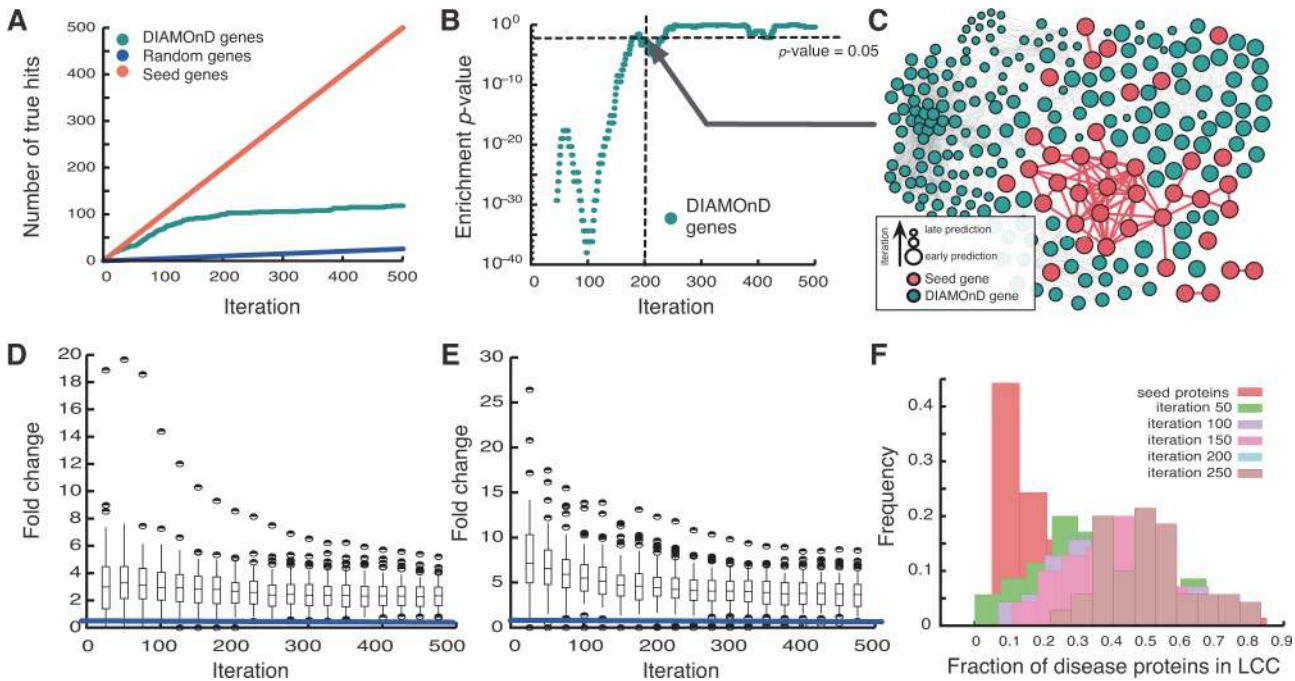 A
500
400
300
200
100
0
Number of true hits
DIAMOnD genes
Random genes
Seed genes
0 100 200 300 400 500
Iteration
B
10^0
10^-10
10^-20
10^-30
10^-40
Enrichment p-value
p-value = 0.05
DIAMOnD
genes
0 100 200 300 400 500
Iteration
C
iteration
late prediction
early prediction
Seed gene
DIAMOnD gene
D
20
18
16
14
12
10
8
6
4
2
0
Fold change
0 100 200 300 400 500
Iteration
E
30
25
20
15
10
5
0
Fold change
0 100 200 300 400 500
Iteration
F
0.4
0.3
0.2
0.1
0
Frequency
seed proteins
iteration 50
iteration 100
iteration 150
iteration 200
iteration 250
0 0.1 0.2 0.3 0.4 0.5 0.6 0.7 0.8 0.9
Fraction of disease proteins in LCC